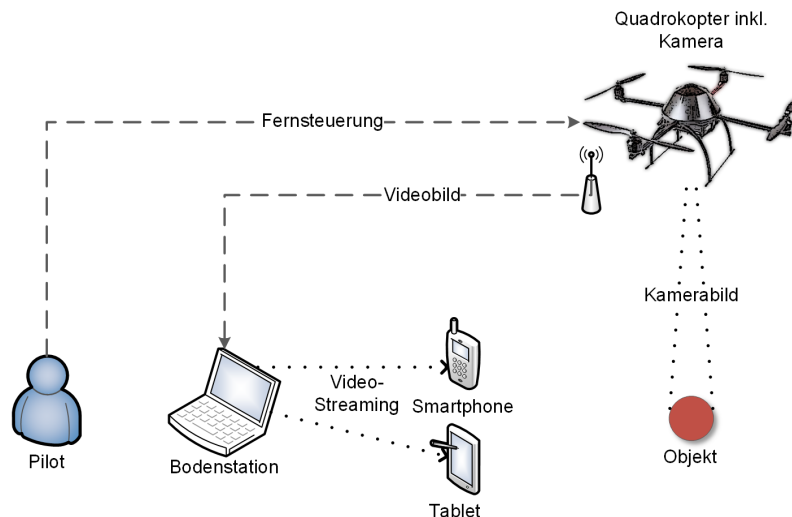 Quadrokopter inkl.
Kamera
Fernsteuerung
Videobild
Kamerabild
Video-
Streaming
Smartphone
Pilot
Bodenstation
Objekt
Tablet